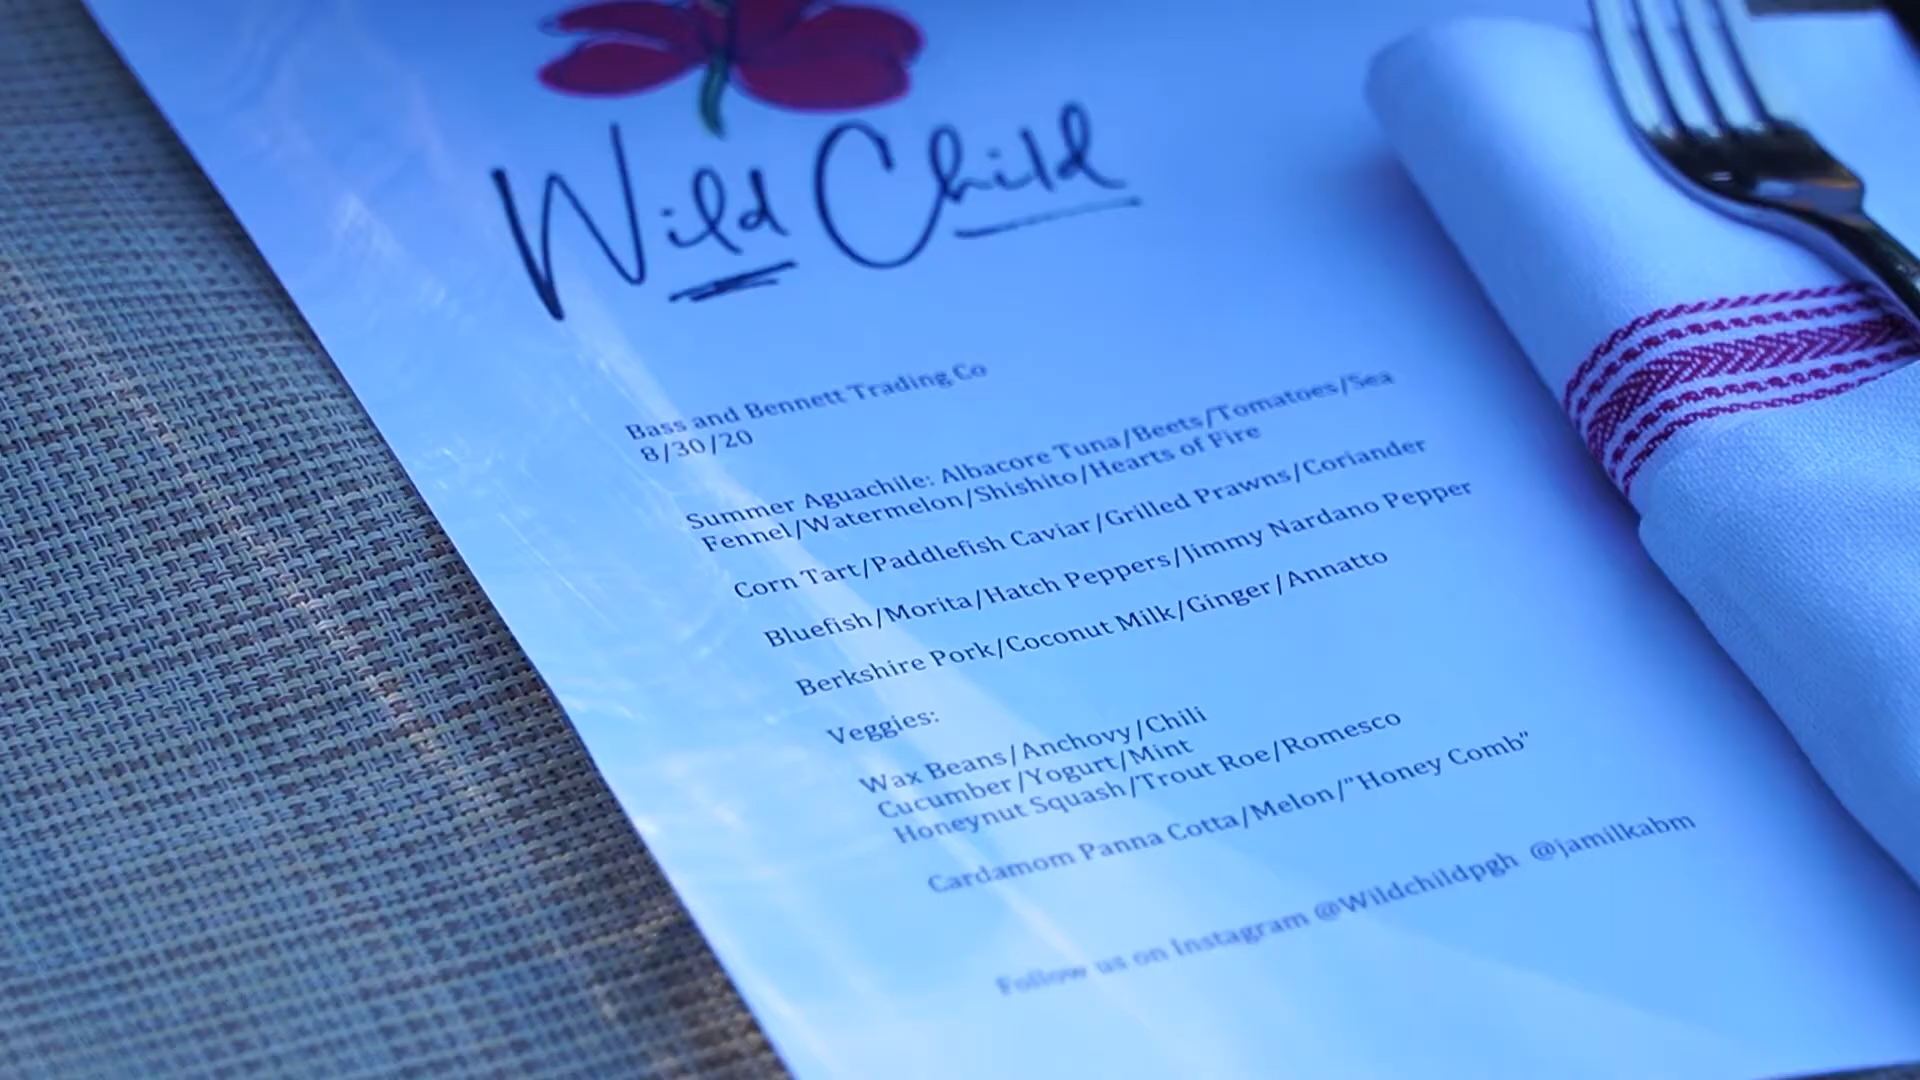 Wild Child
Bass and Bennett Trading Co
8/30/20
Summer Aguachile: Albacore Tuna/Beets/Tomatoes/Sea
Fennel/Watermelon/Shishito/Hearts of Fire
Corn Tart/Paddlefish Caviar/Grilled Prawns/Coriander
Bluefish/Morita/Hatch Peppers/Jimmy Nardano Pepper
Berkshire Pork/Coconut Milk/Ginger/Annatto
Veggies:
Wax Beans/Anchovy/Chili
Cucumber/Yogurt/Mint
Honeynut Squash/Trout Roe/Romesco
Cardamom Panna Cotta/Melon/"Honey Comb"
Follow us on Instagram @Wildchildpgh @jamilkabm